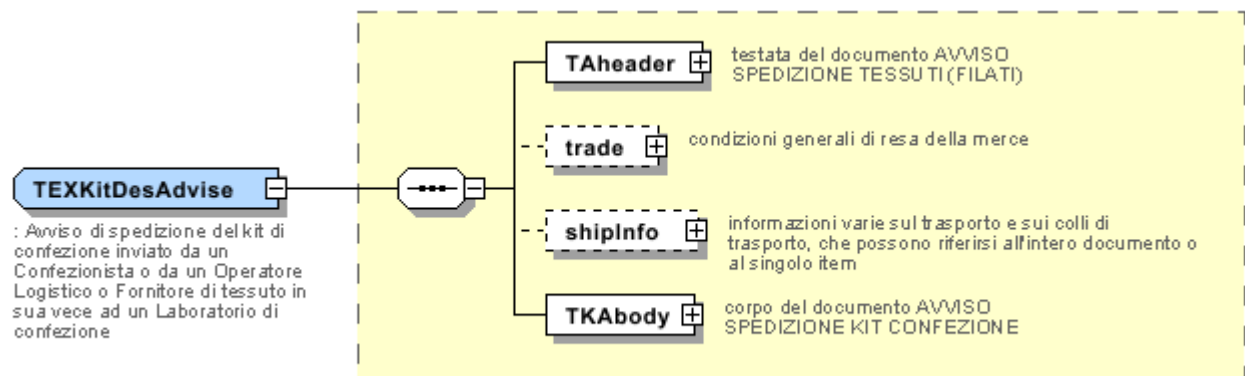 TAheader
testata del documento AVVISO
SPEDIZIONE TESSUTI (FILATI)
trade
condizioni generali di resa della merce
TEXKitDesAdvise
: Avviso di spedizione del kit di
confezione inviato da un
Confezionista o da un Operatore
Logistico o Fornitore di tessuto in
sua vece ad un Laboratorio di
confezione
shipInfo
informazioni varie sul trasporto e sui colli di
trasporto, che possono riferirsi all'intero documento o
al singolo item
TKAbody
corpo del documento AVVISO
SPEDIZIONE KIT CONFEZIONE